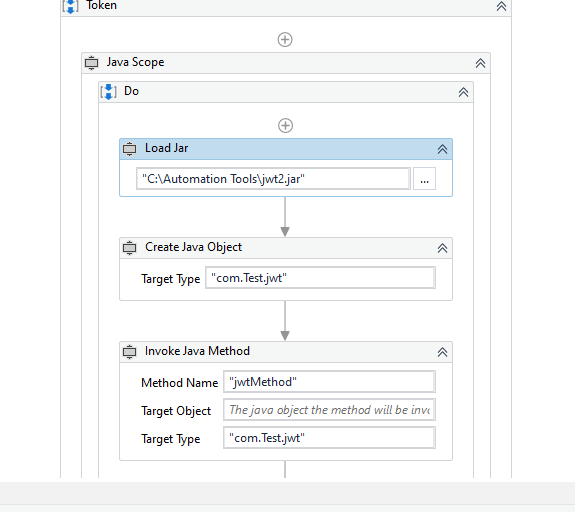 Token
Java Scope
Do
Load Jar
"C:\Automation Tools\jwt2.jar"
...
Create Java Object
Target Type "com.Test.jwt"
Invoke Java Method
Method Name "jwtMethod"
Target Object The java object the method will be
Target Type "com.Test.jwt"